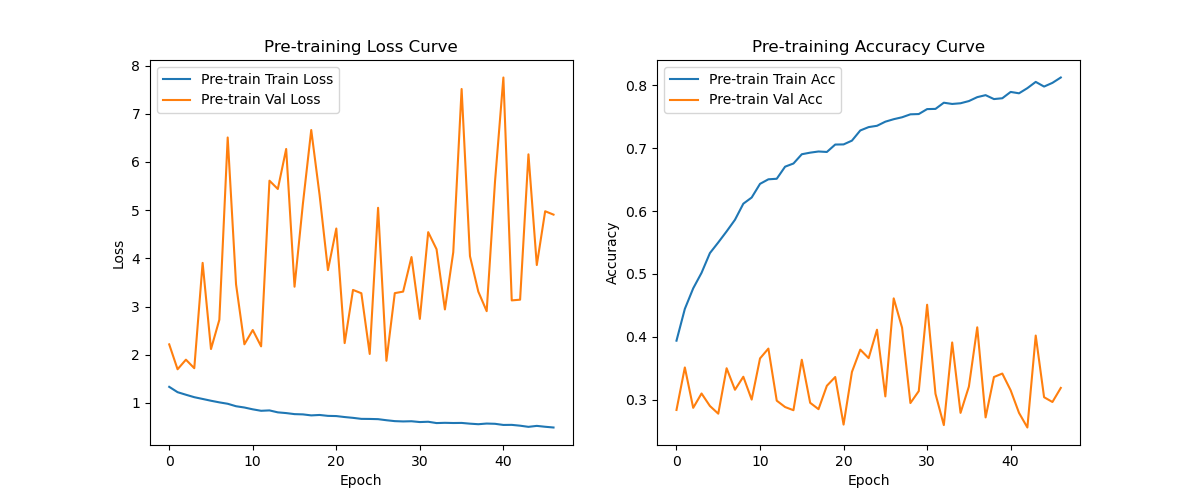 Pre-training Loss Curve
Pre-train Train Loss
Pre-train Val Loss
8
7
6
5
4
3
2
1
Loss
0
10
20
30
40
Epoch
Pre-training Accuracy Curve
Pre-train Train Acc
Pre-train Val Acc
0.8
0.7
0.6
0.5
0.4
0.3
Accuracy
0
10
20
30
40
Epoch